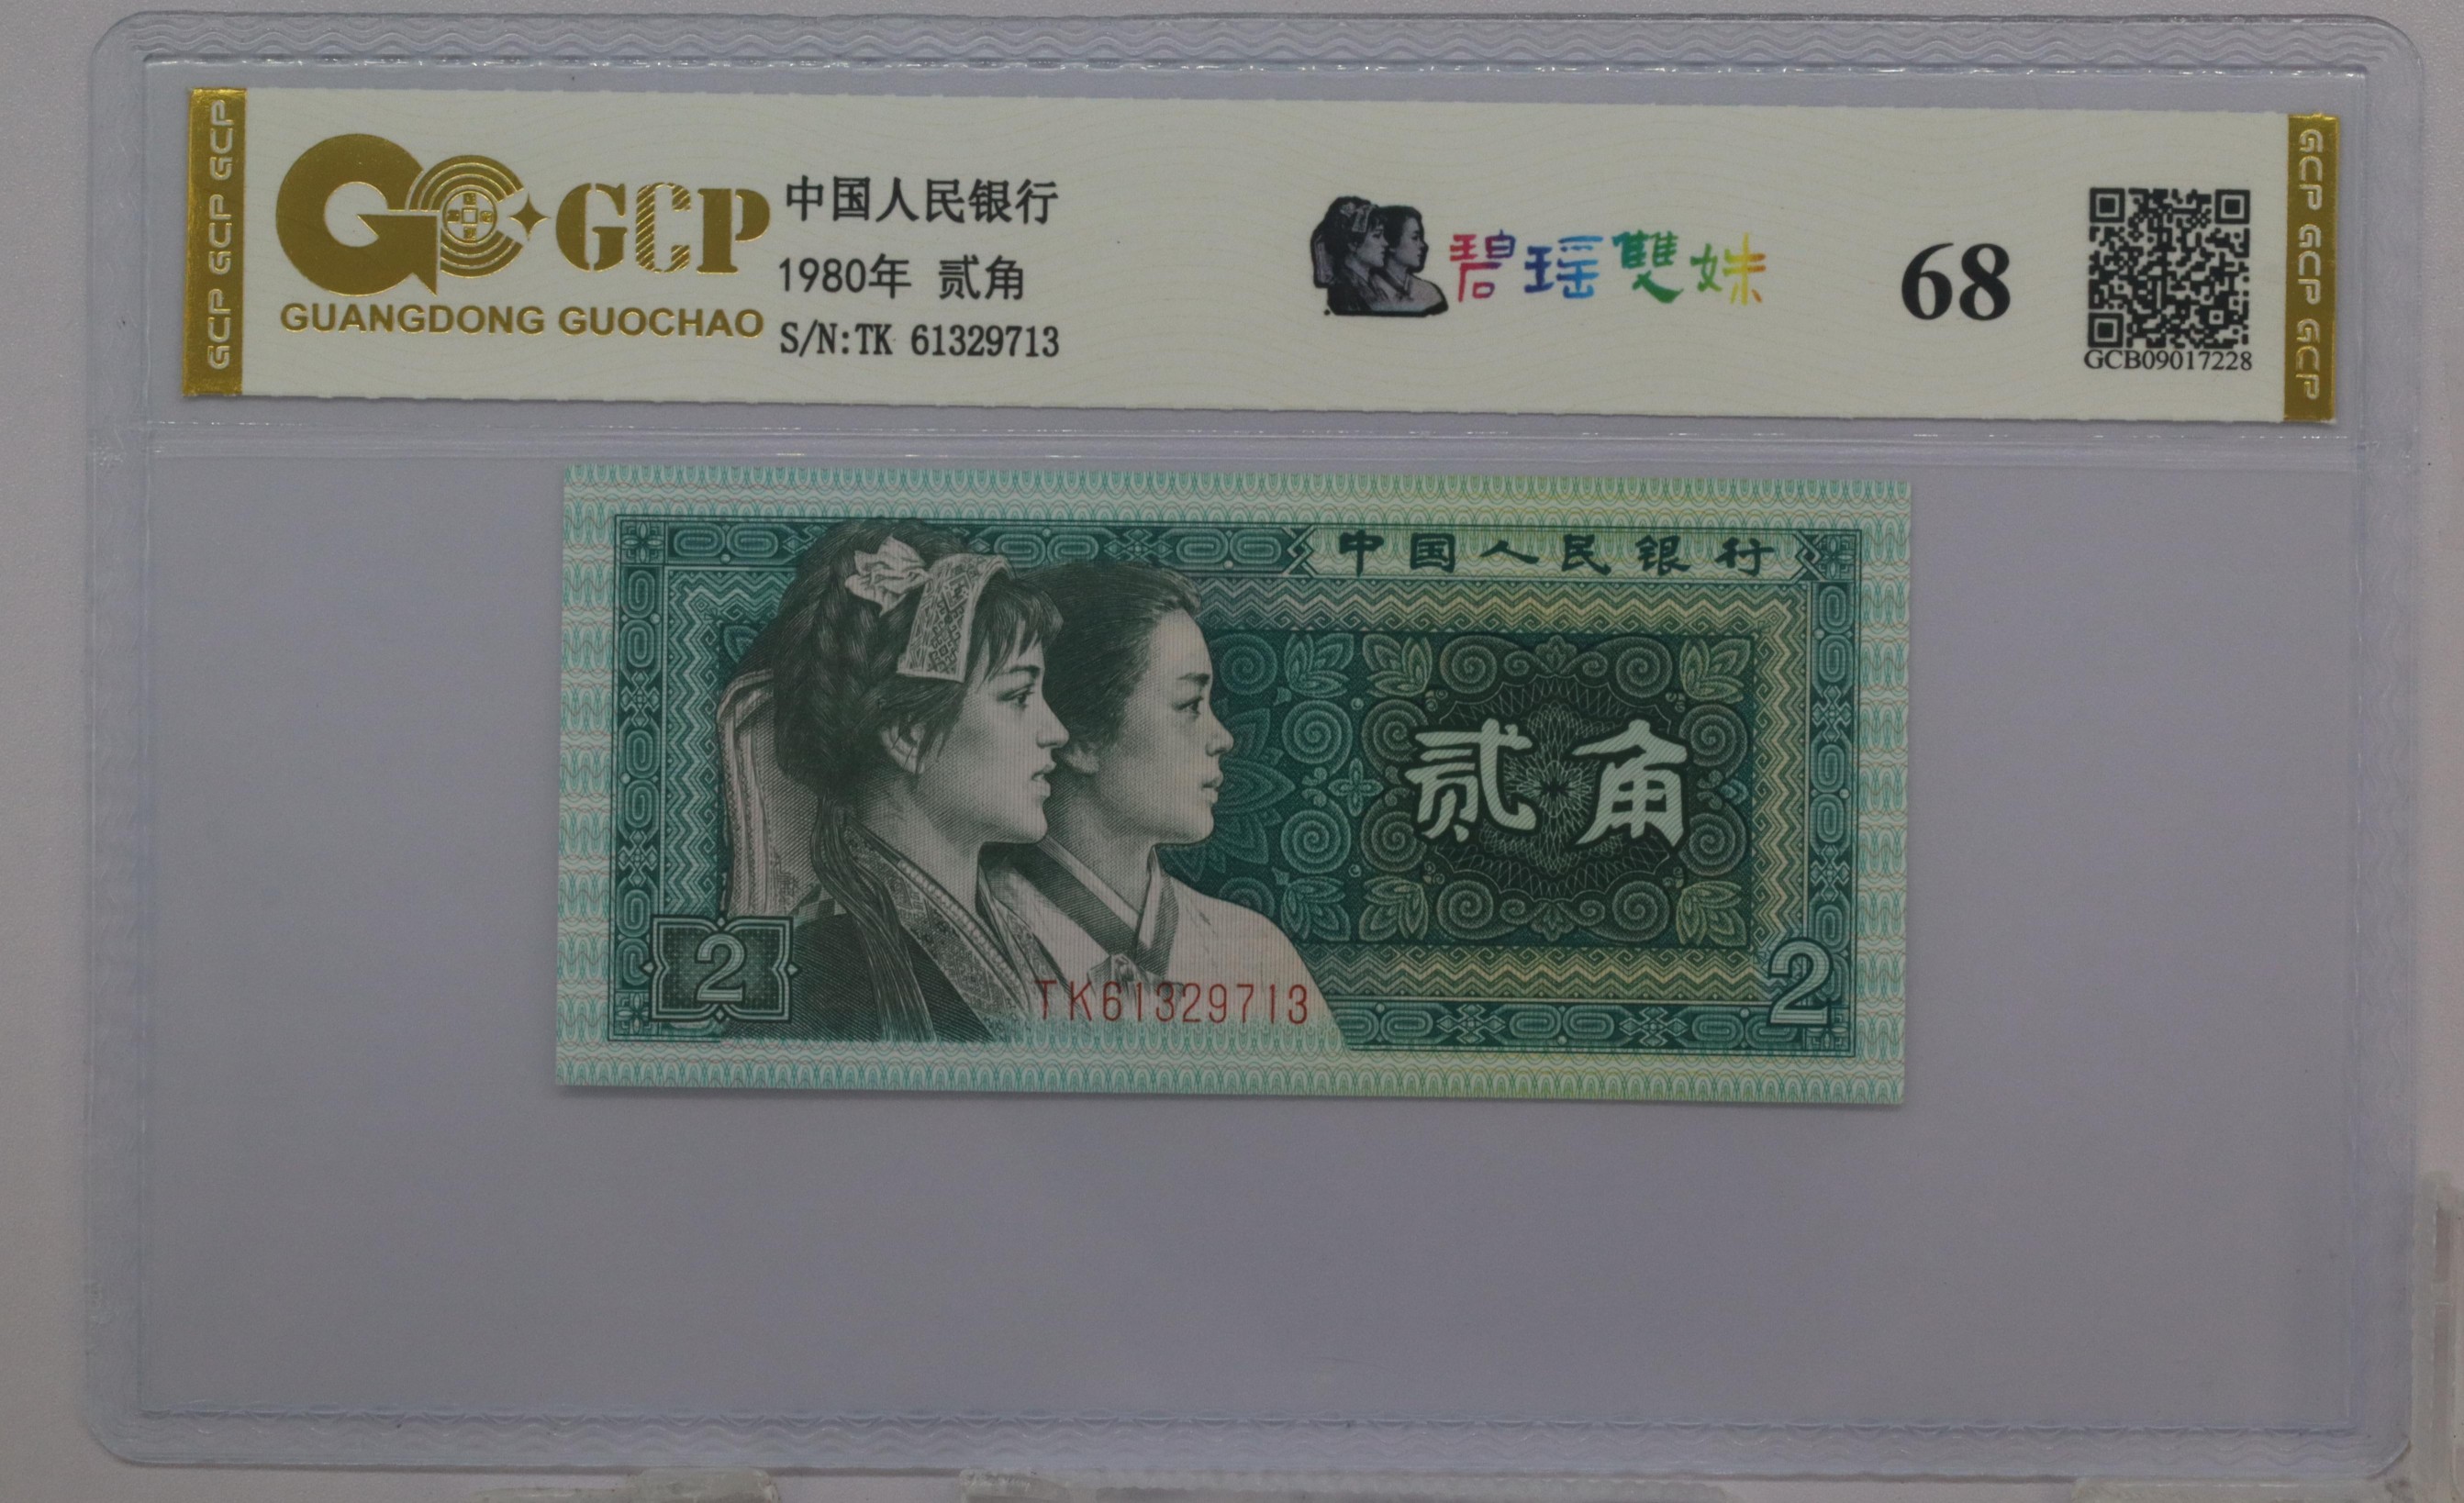 GCP GCP GCP
GCP
GUANGDONG GUOCHAO
中国人民银行
1980年 贰角
S/N:TK 61329713
碧瑶雙姝
68
GCB09017228
GCP GCP GCP
中国人民银行
贰角
2
TK61329713
2